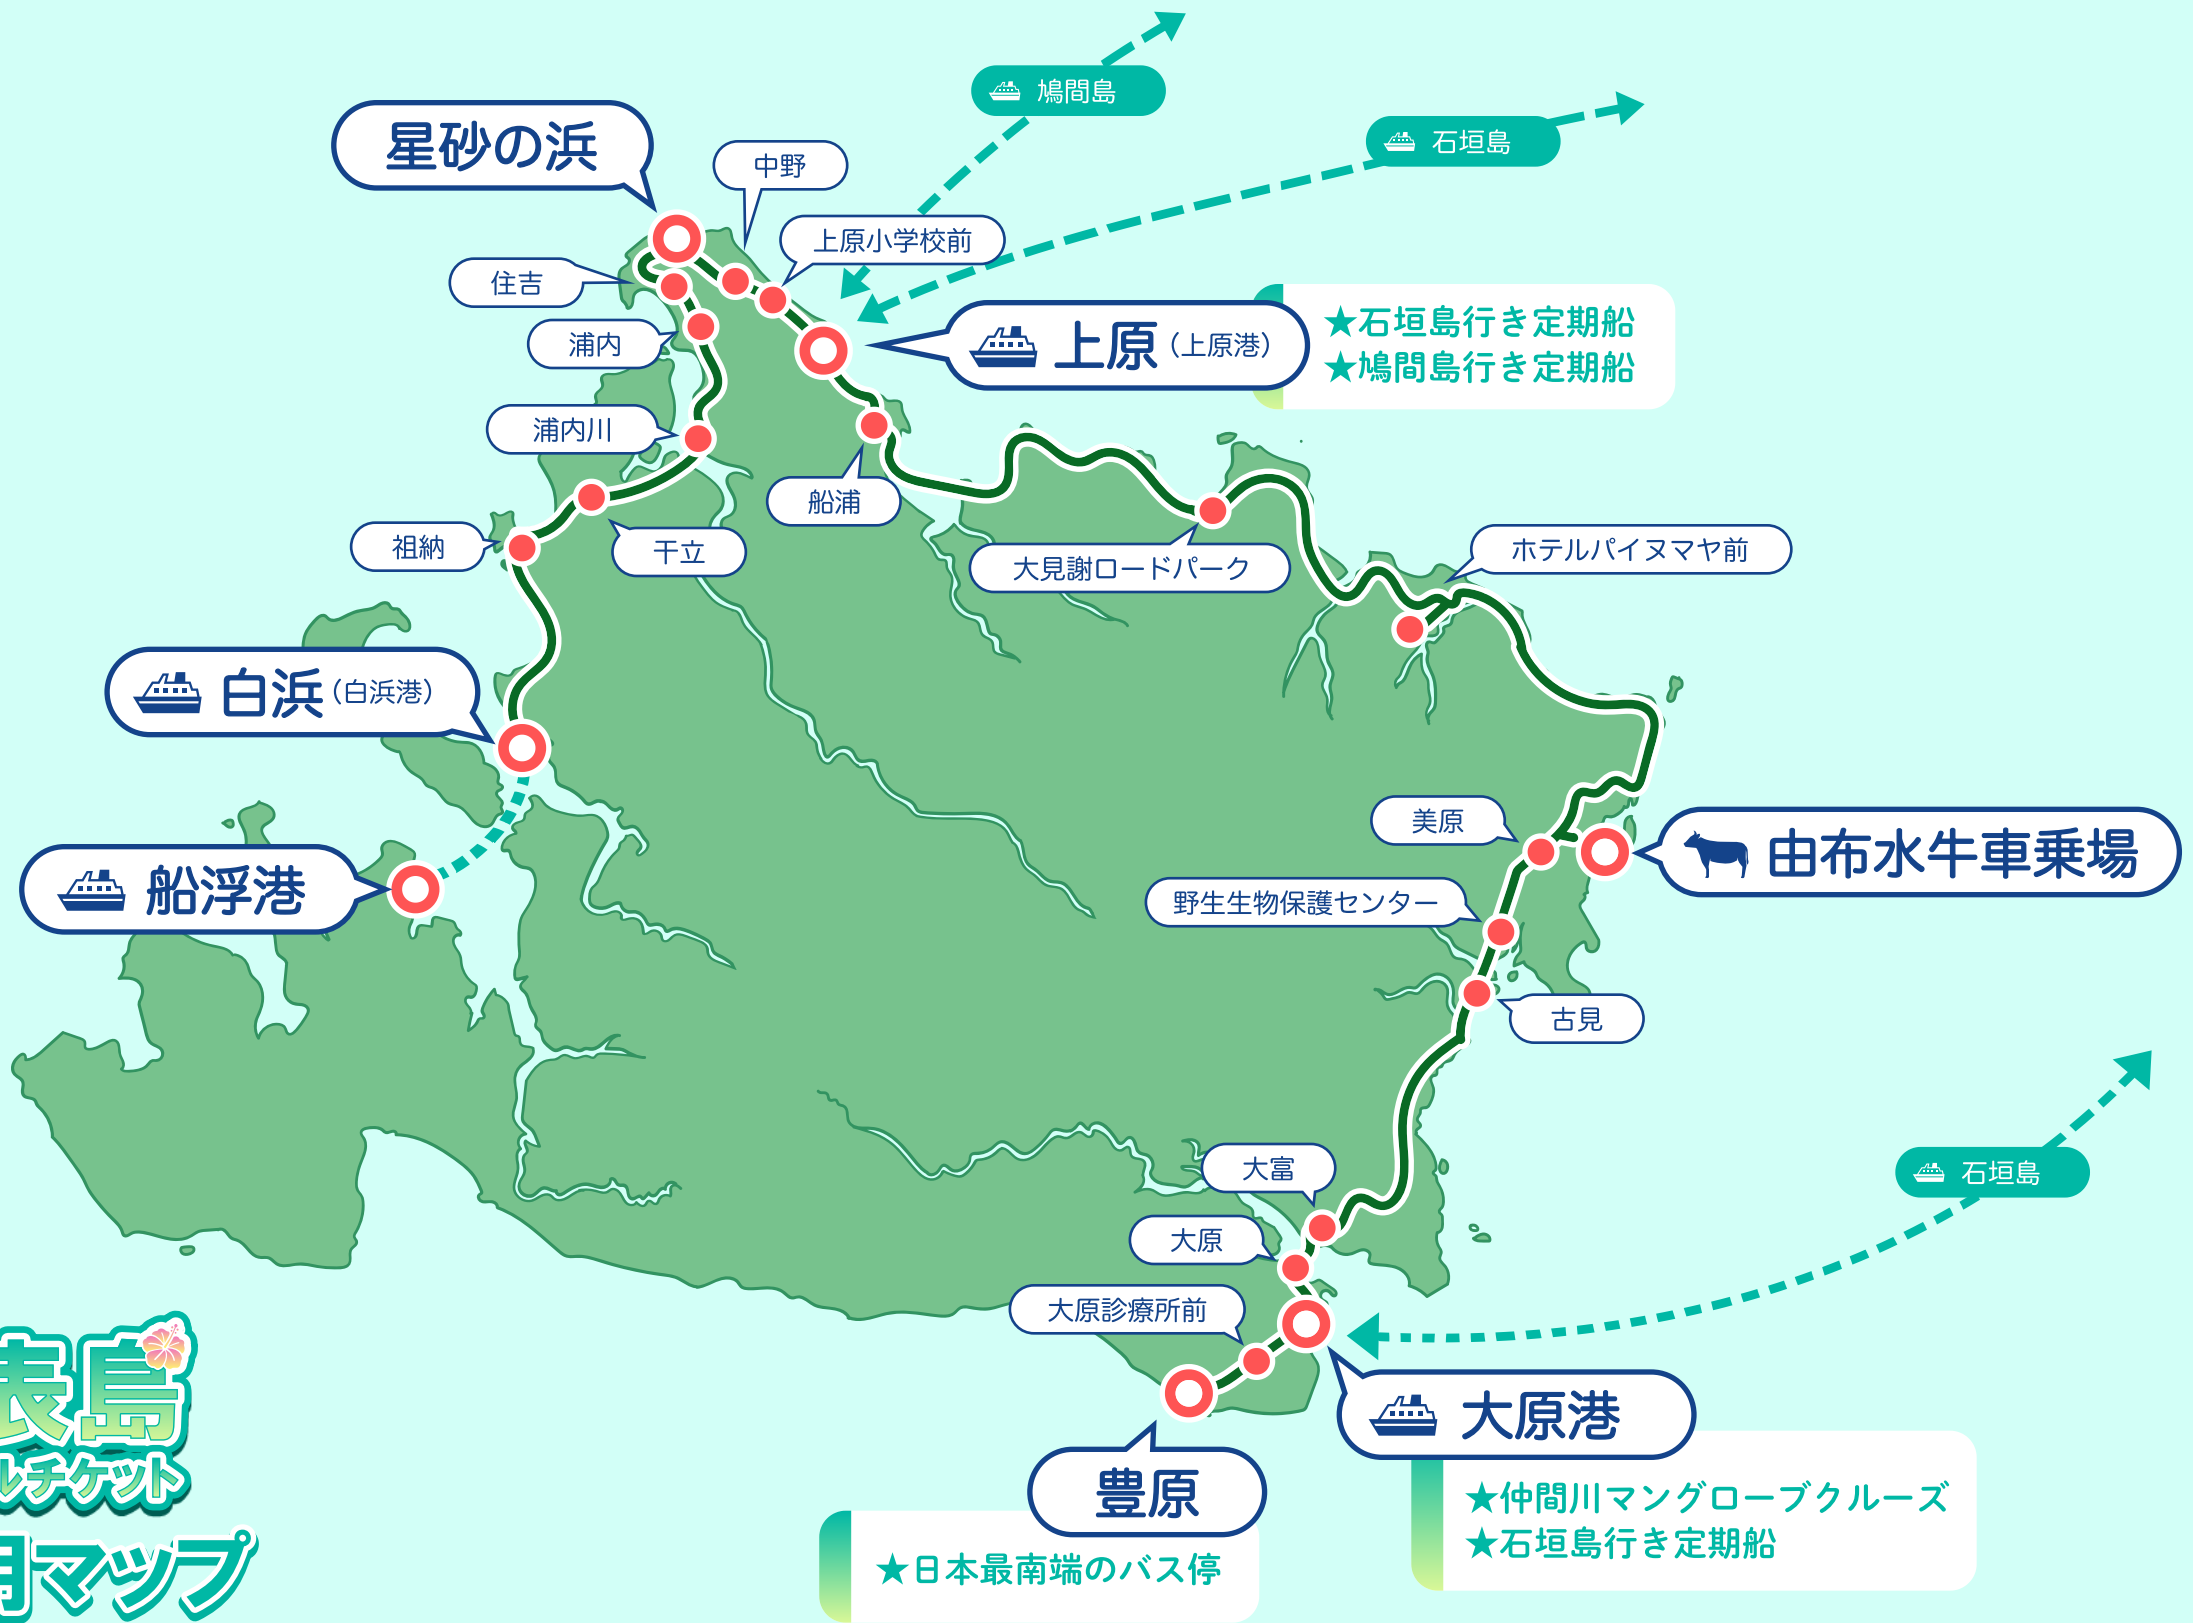 鳩間島
石垣島
星砂の浜
中野
上原小学校前
住吉
浦内
上原（上原港）
★石垣島行き定期船
★鳩間島行き定期船
浦内川
船浦
祖納
干立
大見謝ロードパーク
ホテルパイヌマヤ前
白浜（白浜港）
美原
由布水牛車乗場
船浮港
野生生物保護センター
古見
大富
石垣島
大原
大原診療所前
大原港
★仲間川マングローブクルーズ
★石垣島行き定期船
豊原
★日本最南端のバス停
表島
ルチケット
用マップ